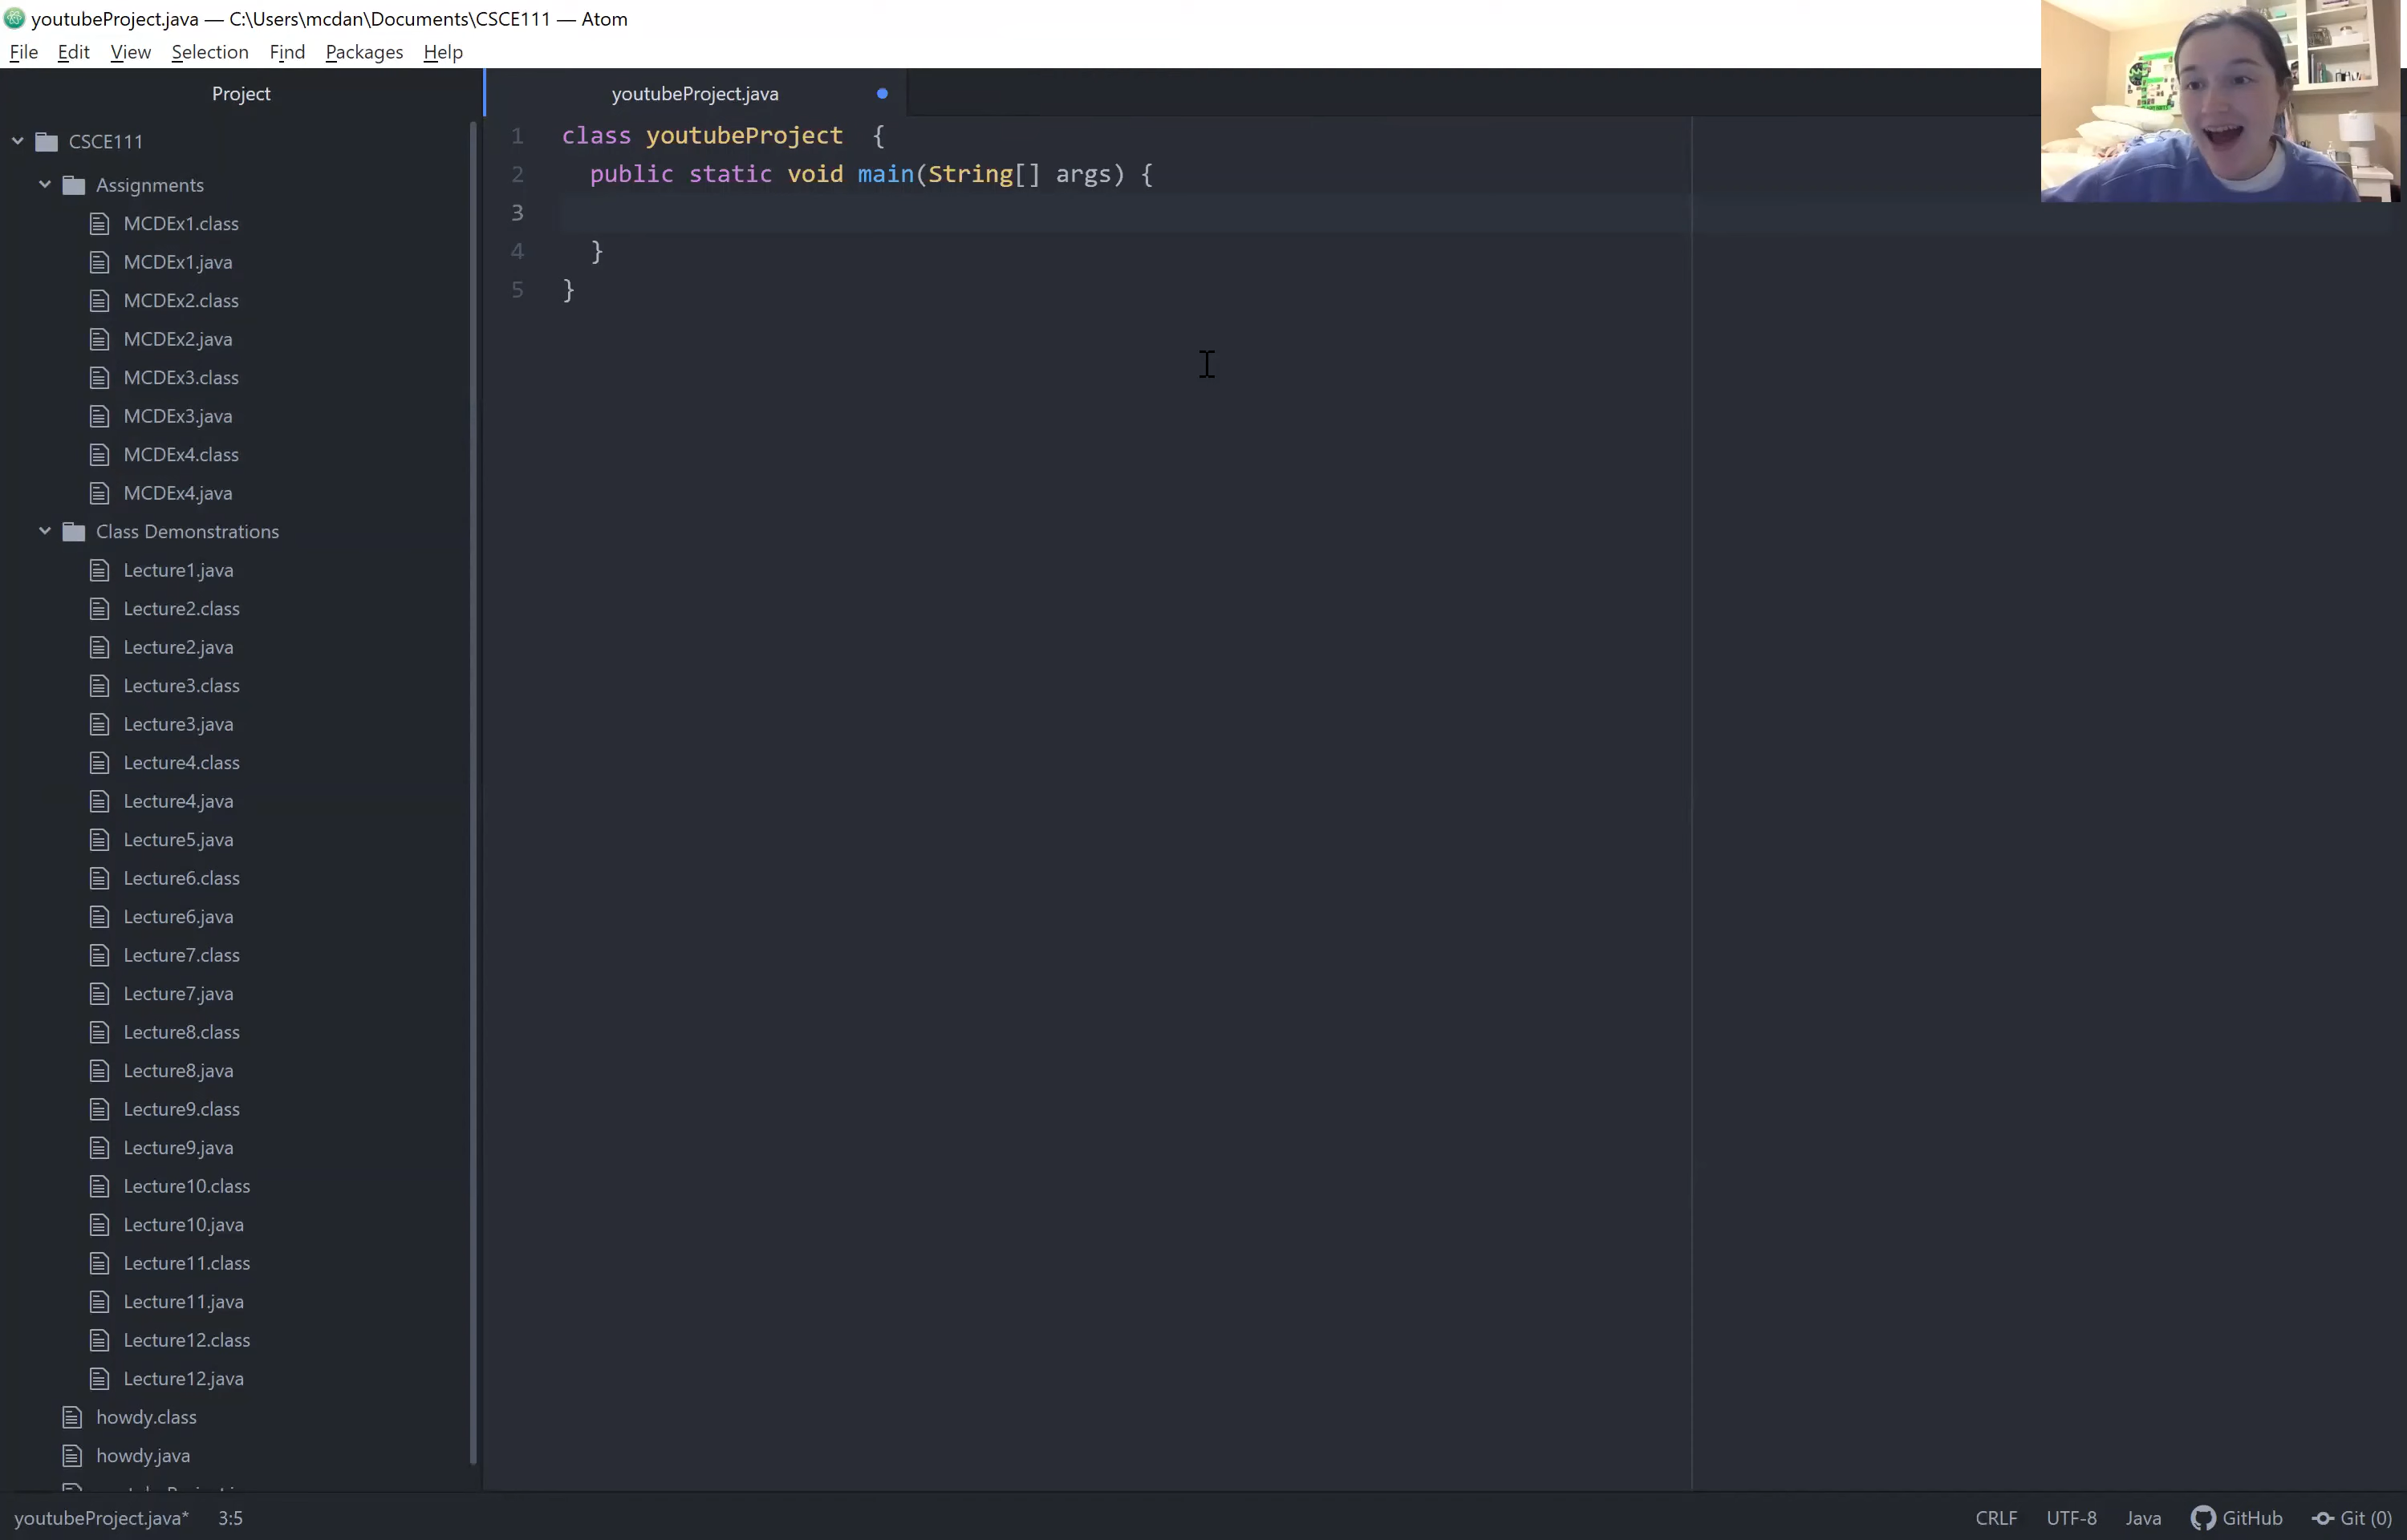 youtubeProject.java — C:\Users\mcdan\Documents\CSCE111 — Atom
File Edit View Selection Find Packages Help
Project
CSCE111
Assignments
MCDEx1.class
MCDEx1.java
MCDEx2.class
MCDEx2.java
MCDEx3.class
MCDEx3.java
MCDEx4.class
MCDEx4.java
Class Demonstrations
Lecture1.java
Lecture2.class
Lecture2.java
Lecture3.class
Lecture3.java
Lecture4.class
Lecture4.java
Lecture5.java
Lecture6.class
Lecture6.java
Lecture7.class
Lecture7.java
Lecture8.class
Lecture8.java
Lecture9.class
Lecture9.java
Lecture10.class
Lecture10.java
Lecture11.class
Lecture11.java
Lecture12.class
Lecture12.java
howdy.class
howdy.java
youtubeProject.java
1 class youtubeProject  {
2   public static void main(String[] args) {
3
4   }
5 }
youtubeProject.java* 3:5
CRLF UTF-8 Java GitHub Git (0)